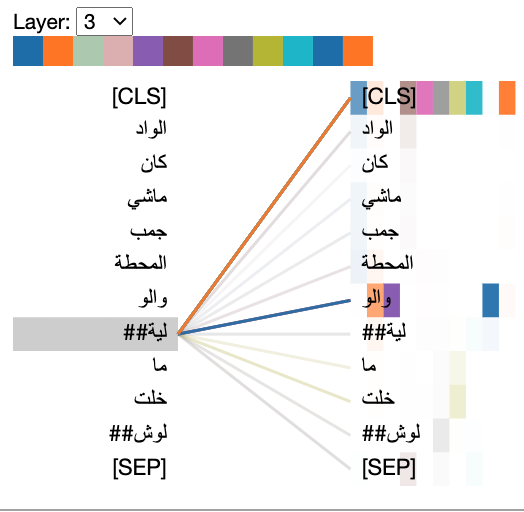 Layer: 3
[CLS] [CLS]
الواد الواد
كان كان
ماشي ماشي
جمب جمب
المحطة المحطة
والو والو
##لية ##لية
ما ما
خلت خلت
##لوش ##لوش
[SEP] [SEP]